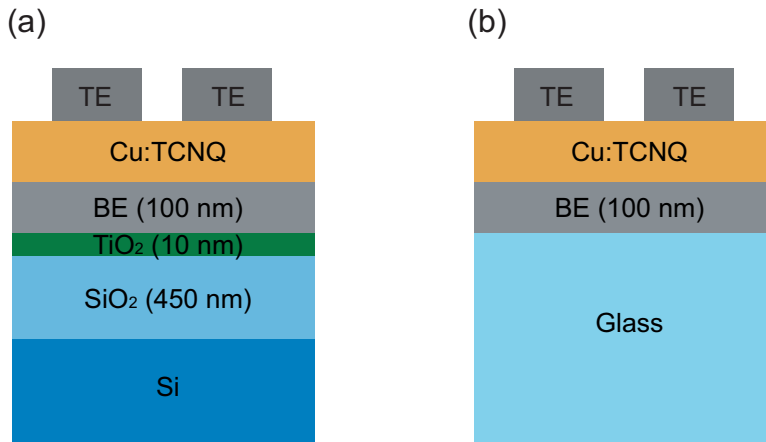 (a)
TE TE
Cu:TCNQ
BE (100 nm)
TiO₂ (10 nm)
SiO₂ (450 nm)
Si
(b)
TE TE
Cu:TCNQ
BE (100 nm)
Glass